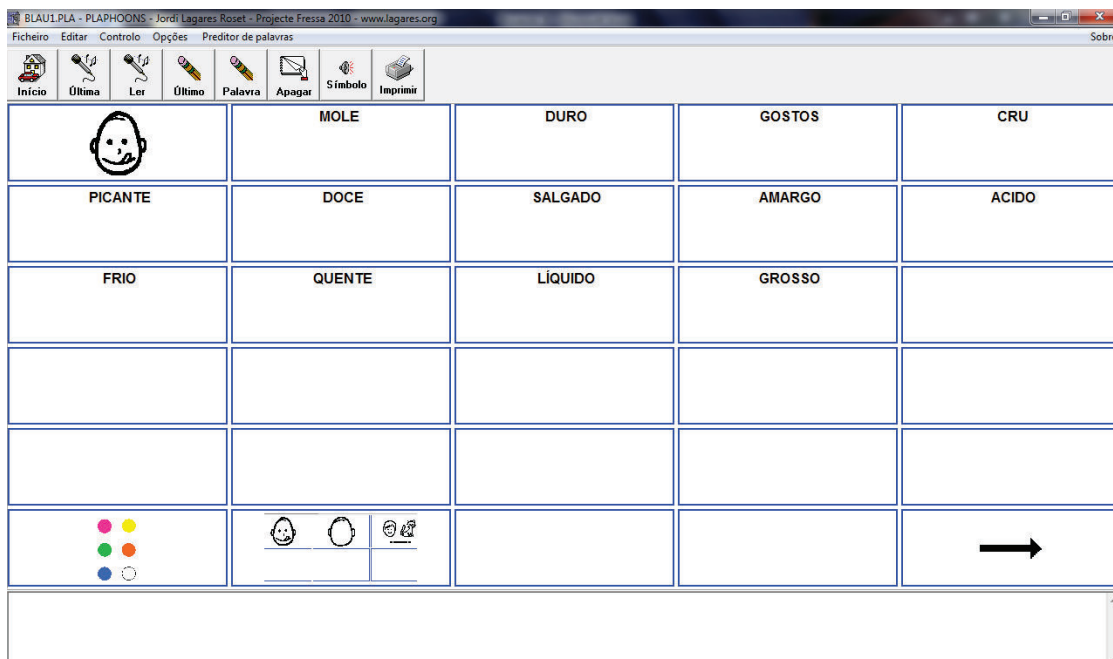 BLAU1.PLA - PLAPHOONS - Jordi Lagares Roset - Projecte Fressa 2010 - www.lagares.org
Ficheiro Editar Controlo Opções Preditor de palavras Sobre
Início Última Ler Último Palavra Apagar Símbolo Imprimir
MOLE DURO GOSTOS CRU
PICANTE DOCE SALGADO AMARGO ACIDO
FRIO QUENTE LÍQUIDO GROSSO